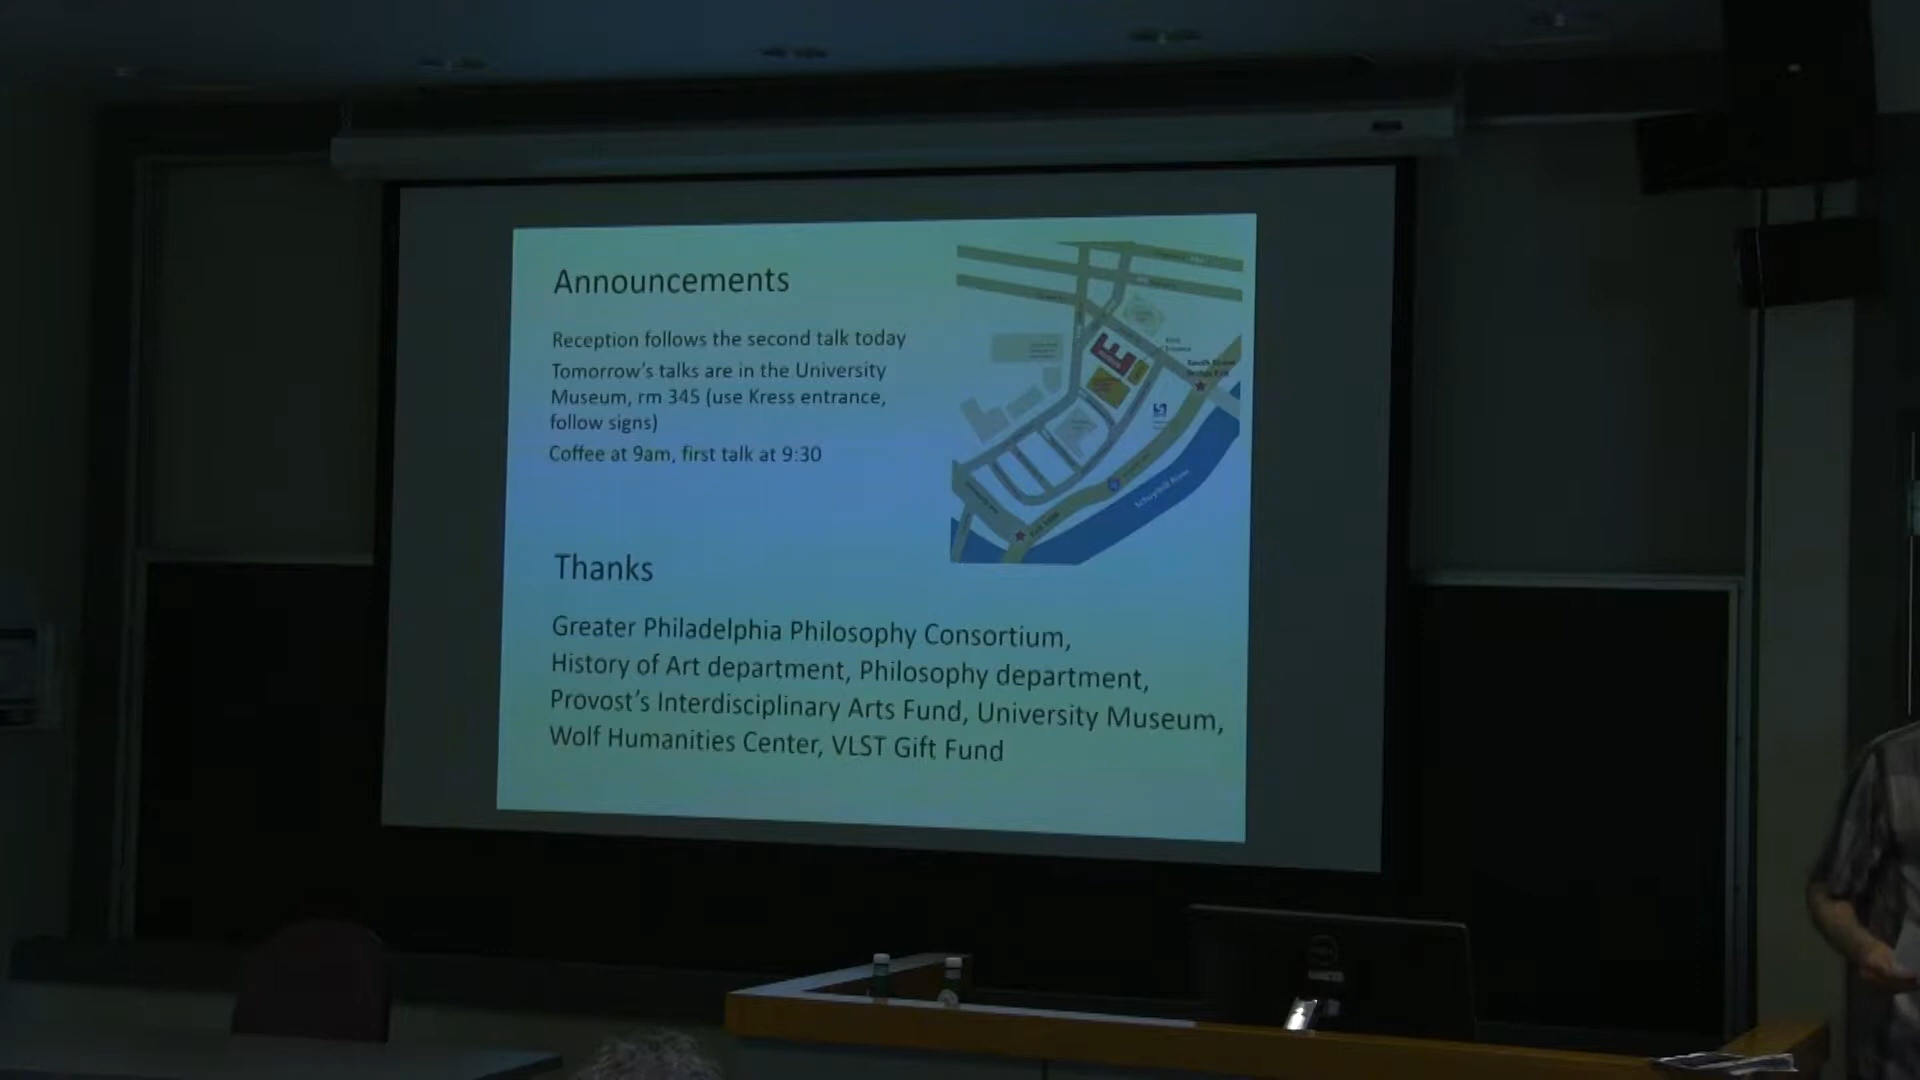 Announcements
Reception follows the second talk today
Tomorrow's talks are in the University
Museum, rm 345 (use Kress entrance,
follow signs)
Coffee at 9am, first talk at 9:30
Schuylkill River
Thanks
Greater Philadelphia Philosophy Consortium,
History of Art department, Philosophy department,
Provost's Interdisciplinary Arts Fund, University Museum,
Wolf Humanities Center, VLST Gift Fund